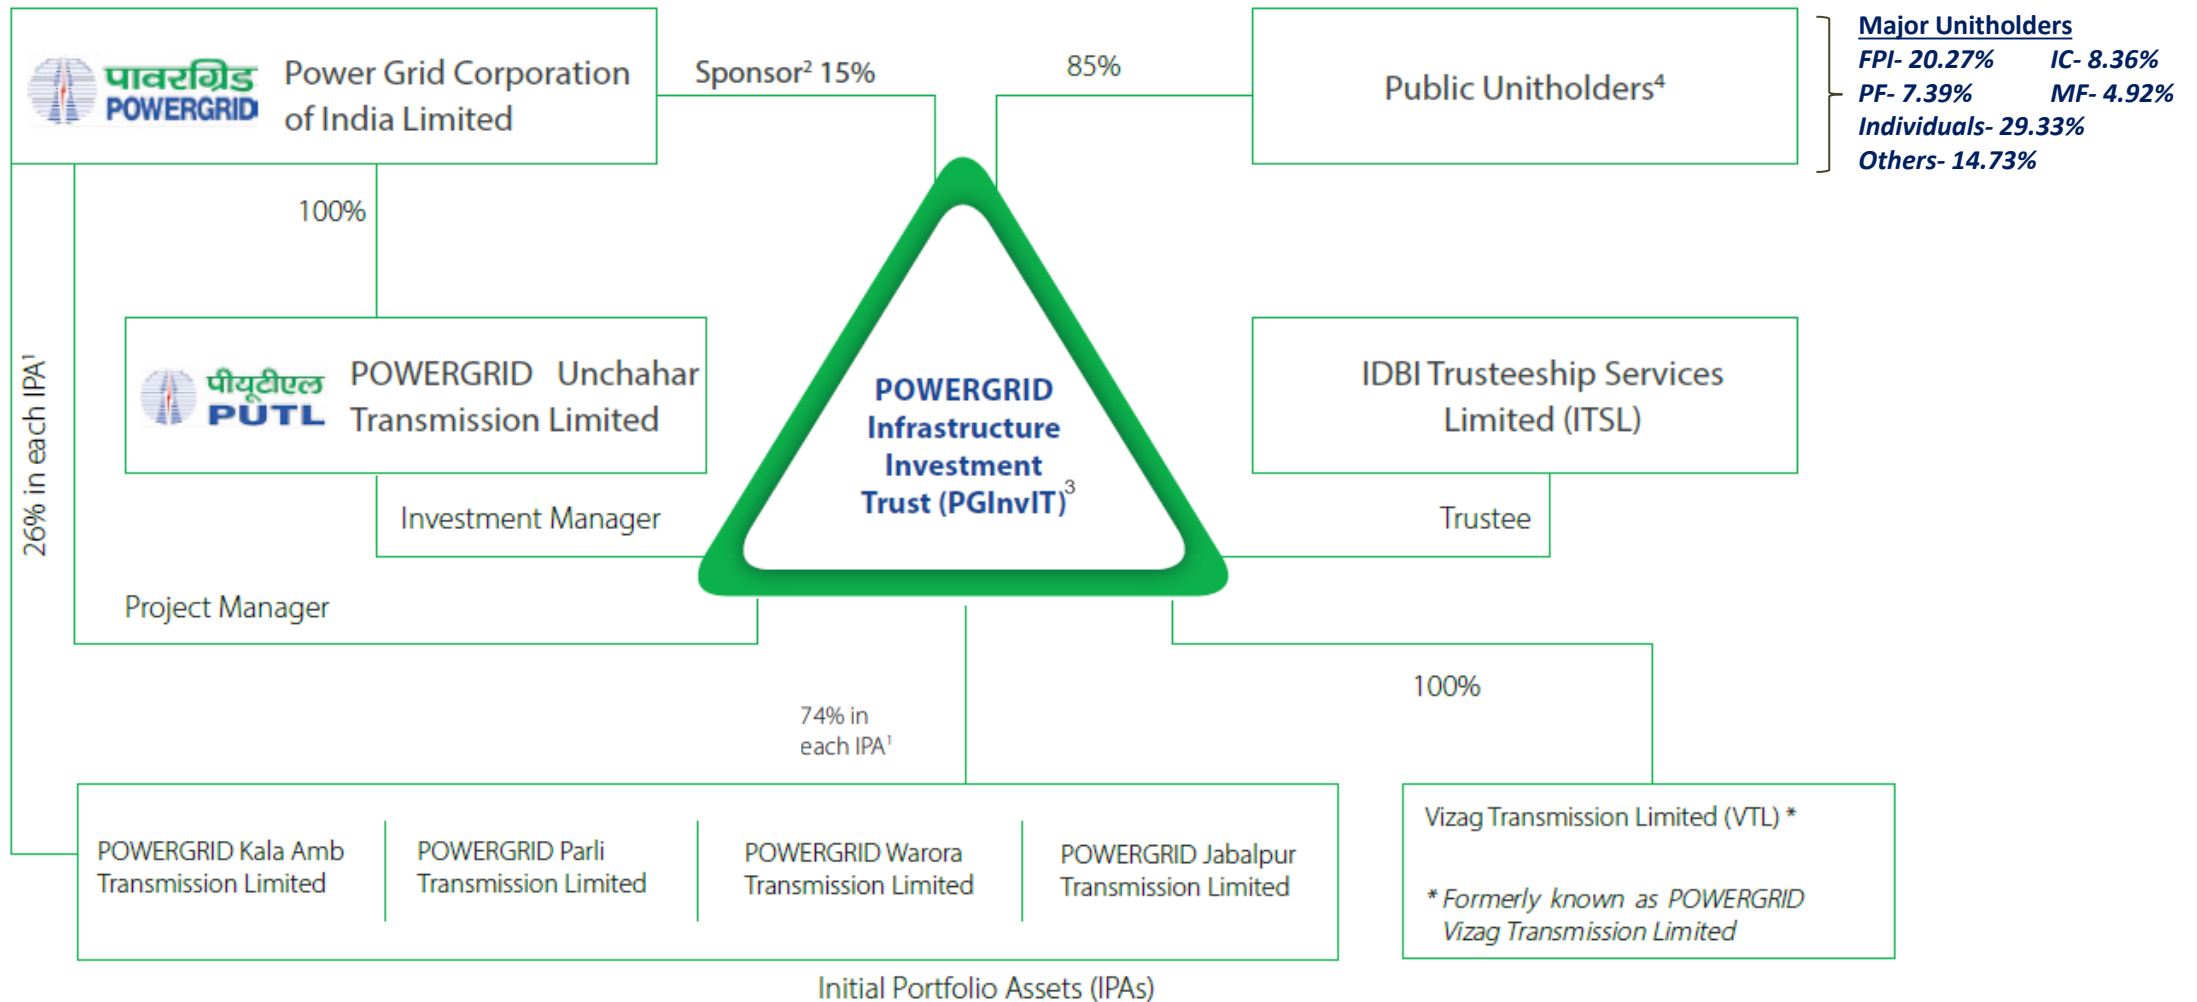 पावरग्रिड
POWERGRID
Power Grid Corporation
of India Limited
Sponsor² 15%
85%
Public Unitholders⁴
Major Unitholders
FPI- 20.27% IC- 8.36%
PF- 7.39% MF- 4.92%
Individuals- 29.33%
Others- 14.73%
100%
26% in each IPA¹
पीयूटीएल
PUTL
POWERGRID Unchahar
Transmission Limited
POWERGRID
Infrastructure
Investment
Trust (PGInvIT)³
IDBI Trusteeship Services
Limited (ITSL)
Investment Manager
Trustee
Project Manager
74% in
each IPA¹
100%
POWERGRID Kala Amb
Transmission Limited
POWERGRID Parli
Transmission Limited
POWERGRID Warora
Transmission Limited
POWERGRID Jabalpur
Transmission Limited
Vizag Transmission Limited (VTL) *
* Formerly known as POWERGRID
Vizag Transmission Limited
Initial Portfolio Assets (IPAs)